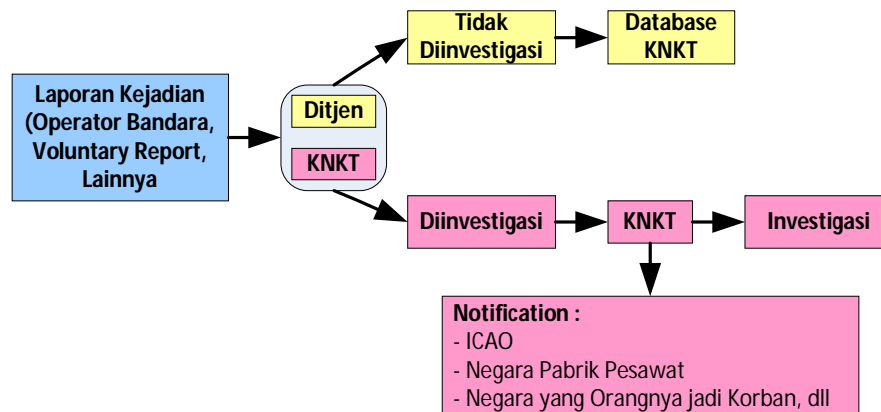 Laporan Kejadian
(Operator Bandara,
Voluntary Report,
Lainnya
Ditjen
KNKT
Tidak
Diinvestigasi
Database
KNKT
Diinvestigasi
KNKT
Investigasi
Notification :
- ICAO
- Negara Pabrik Pesawat
- Negara yang Orangnya jadi Korban, dll